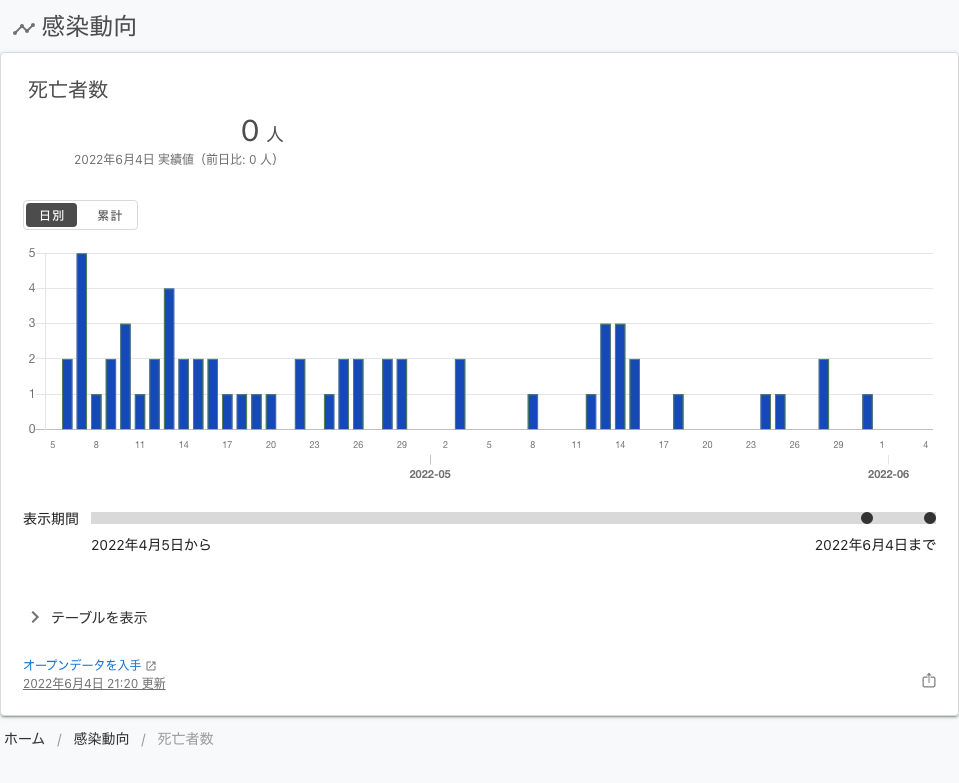 感染動向
死亡者数
0 人
2022年6月4日 実績値（前日比: 0 人）
日別 累計
5
4
3
2
1
0
5 8 11 14 17 20 23 26 29 2 5 8 11 14 17 20 23 26 29 1 4
2022-05 2022-06
表示期間
2022年4月5日から 2022年6月4日まで
テーブルを表示
オープンデータを入手
2022年6月4日 21:20 更新
ホーム / 感染動向 / 死亡者数